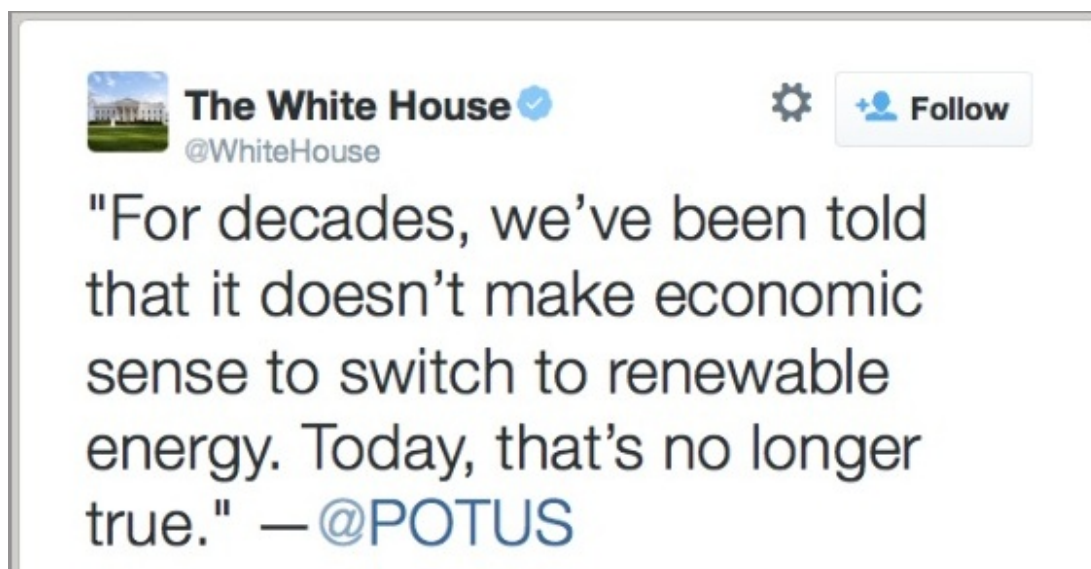 The White House
@WhiteHouse
Follow
"For decades, we’ve been told
that it doesn’t make economic
sense to switch to renewable
energy. Today, that’s no longer
true." —@POTUS